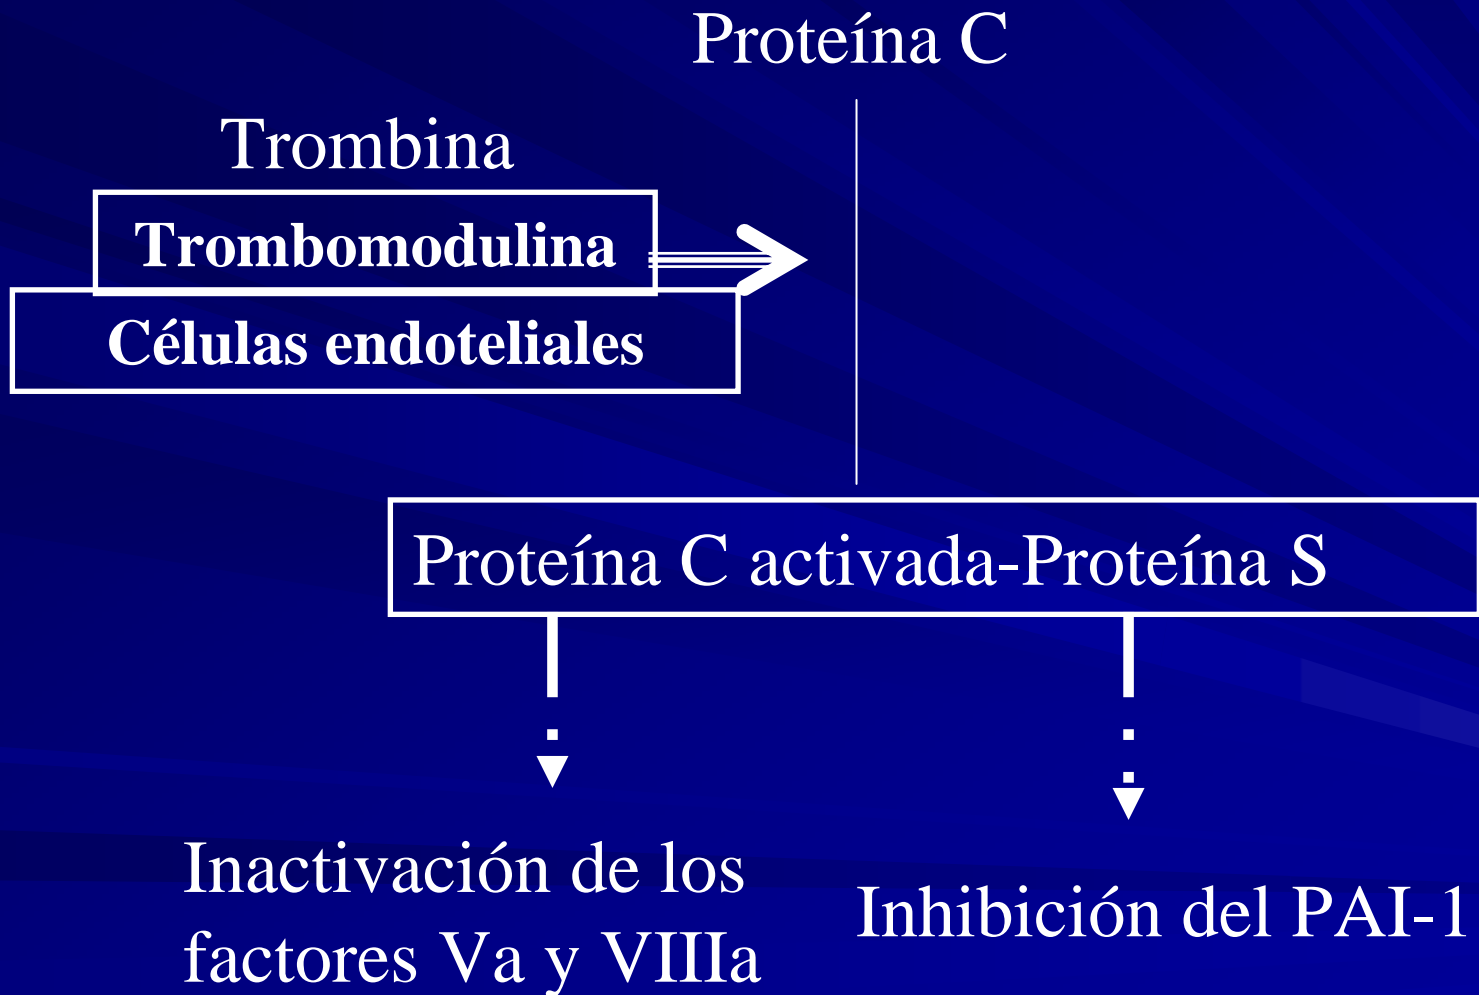 Proteína C
Trombina
Trombomodulina
Células endoteliales
Proteína C activada-Proteína S
Inactivación de los
factores Va y VIIIa
Inhibición del PAI-1